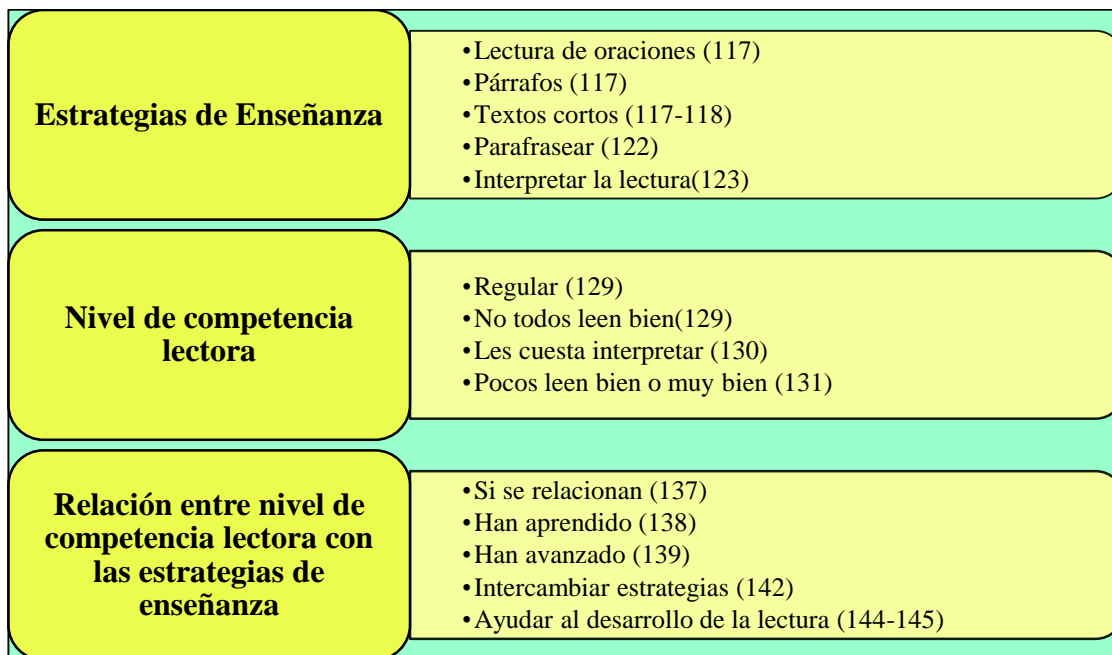 Estrategias de Enseñanza
•Lectura de oraciones (117)
•Párrafos (117)
•Textos cortos (117-118)
•Parafrasear (122)
•Interpretar la lectura(123)
Nivel de competencia
lectora
•Regular (129)
•No todos leen bien(129)
•Les cuesta interpretar (130)
•Pocos leen bien o muy bien (131)
Relación entre nivel de
competencia lectora con
las estrategias de
enseñanza
•Si se relacionan (137)
•Han aprendido (138)
•Han avanzado (139)
•Intercambiar estrategias (142)
•Ayudar al desarrollo de la lectura (144-145)